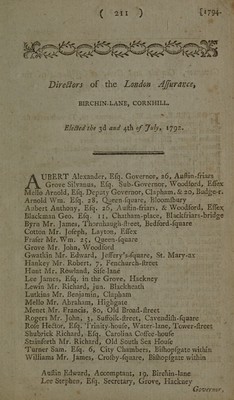 ( 211 ) [1794.
Directors of the London Assurance,
BIRCHIN-LANE, CORNHILL.
Elected the 3d and 4th of July, 1792.
AUBERT Alexander, Esq. Governor, 26, Austin-friars
Grove Silvanus, Esq. Sub-Governor, Woodford, Essex
Mello Arnold, Esq. Deputy Governor, Clapham, & 20, Budge r.
Arnold Wm. Esq. 28, Queen-square, Bloomsbury
Aubert Anthony, Esq. 26, Austin-friars, & Woodford, Essex
Blackman Geo. Esq. 11, Chatham-place, Blackfriars-bridge
Byrn Mr. James, Thornhaugh-street, Bedford-square
Cotton Mr. Joseph, Layton, Essex
Fraser Mr. Wm. 25, Queen-square
Grove Mr. John, Woodford
Gwatkin Mr. Edward, Jeffery's-square, St. Mary-ax
Hankey Mr. Robert, 7, Fenchurch-street
Hunt Mr. Rowland, Sise lane
Lee James, Esq. in the Grove, Hackney
Lewin Mr. Richard, jun. Blackheath
Lutkins Mr. Benjamin, Clapham
Mello Mr. Abraham, Highgate
Menet Mr. Francis, 80, Old Broad-street
Rogers Mr. John, 3, Suffolk-street, Cavendish-square
Rose Hector, Esq. Trinity-house, Water-lane, Tower-street
Shubrick Richard, Esq. Carolina Coffee-house
Stainforth Mr. Richard, Old South Sea House
Turner Sam. Esq. 6, City Chambers, Bishopsgate within
Williams Mr. James, Crosby-square, Bishopsgate within
Austin Edward, Accomptant, 19, Birchin-lane
Lee Stephen, Esq. Secretary, Grove, Hackney
Governor.